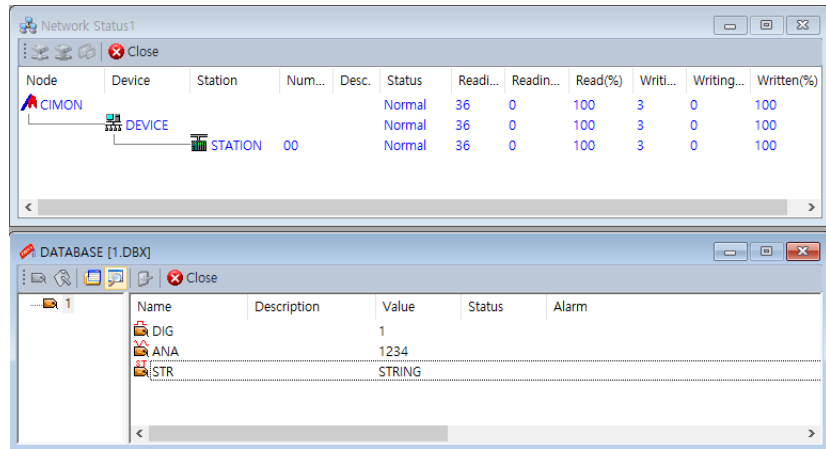 Network Status1
Close
Node Device Station Num... Desc. Status Readi... Readin... Read(%) Writi... Writing... Written(%)
CIMON Normal 36 0 100 3 0 100
DEVICE Normal 36 0 100 3 0 100
STATION 00 Normal 36 0 100 3 0 100
DATABASE [1.DBX]
Close
1
Name Description Value Status Alarm
DIG 1
ANA 1234
STR STRING